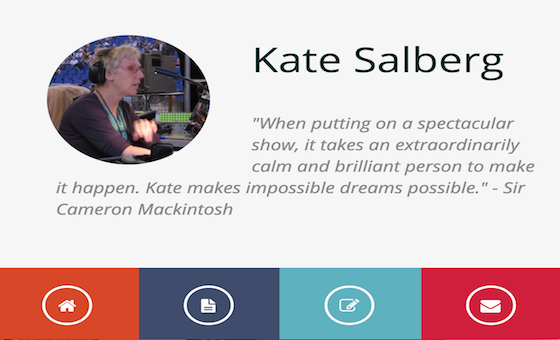 Kate Salberg
"When putting on a spectacular
show, it takes an extraordinarily
calm and brilliant person to make
it happen. Kate makes impossible dreams possible." - Sir
Cameron Mackintosh